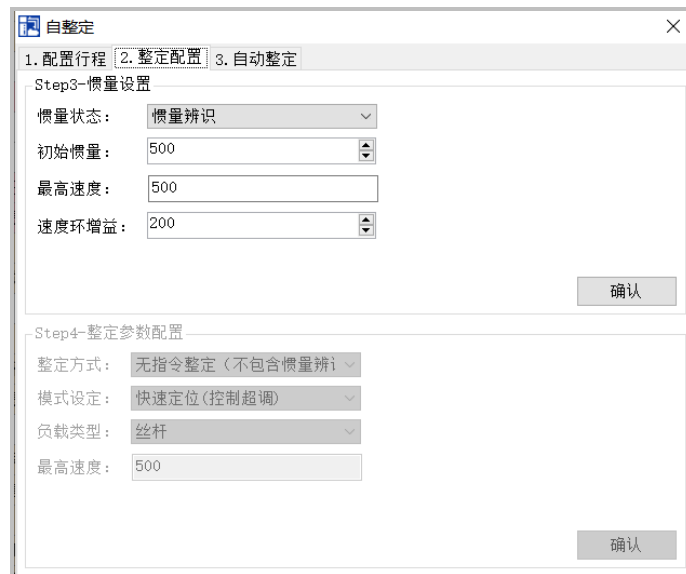 自整定
1.配置行程 2.整定配置 3.自动整定
Step3-惯量设置
惯量状态: 惯量辨识
初始惯量: 500
最高速度: 500
速度环增益: 200
确认
Step4-整定参数配置
整定方式: 无指令整定（不包含惯量辨
模式设定: 快速定位(控制超调)
负载类型: 丝杆
最高速度: 500
确认